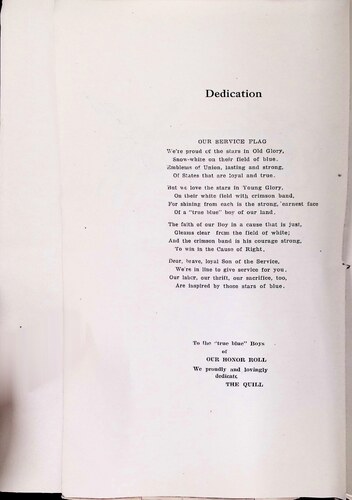 Dedication
OUR SERVICE FLAG
We're proud of the stars in Old Glory,
Snow-white on their field of blue.
Emblems of Union, lasting and strong,
Of States that are loyal and true.
But we love the stars in Young Glory,
On their white field with crimson band,
For shining from each is the strong, earnest face
Of a "true blue" boy of our land.
The faith of our Boy in a cause that is just,
Gleams clear from the field of white;
And the crimson band is his courage strong,
To win in the Cause of Right.
Dear, brave, loyal Son of the Service,
We're in line to give service for you.
Our labor, our thrift, our sacrifice, too,
Are inspired by those stars of blue.
To the "true blue" Boys
of
OUR HONOR ROLL
We proudly and lovingly
dedicate
THE QUILL